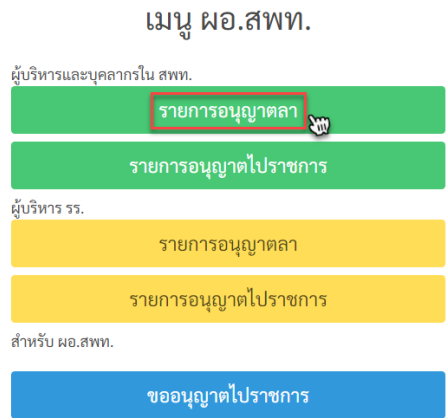 เมนู ผอ.สพท.
ผู้บริหารและบุคลากรใน สพท.
รายการอนุญาตลา
รายการอนุญาตไปราชการ
ผู้บริหาร รร.
รายการอนุญาตลา
รายการอนุญาตไปราชการ
สำหรับ ผอ.สพท.
ขออนุญาตไปราชการ